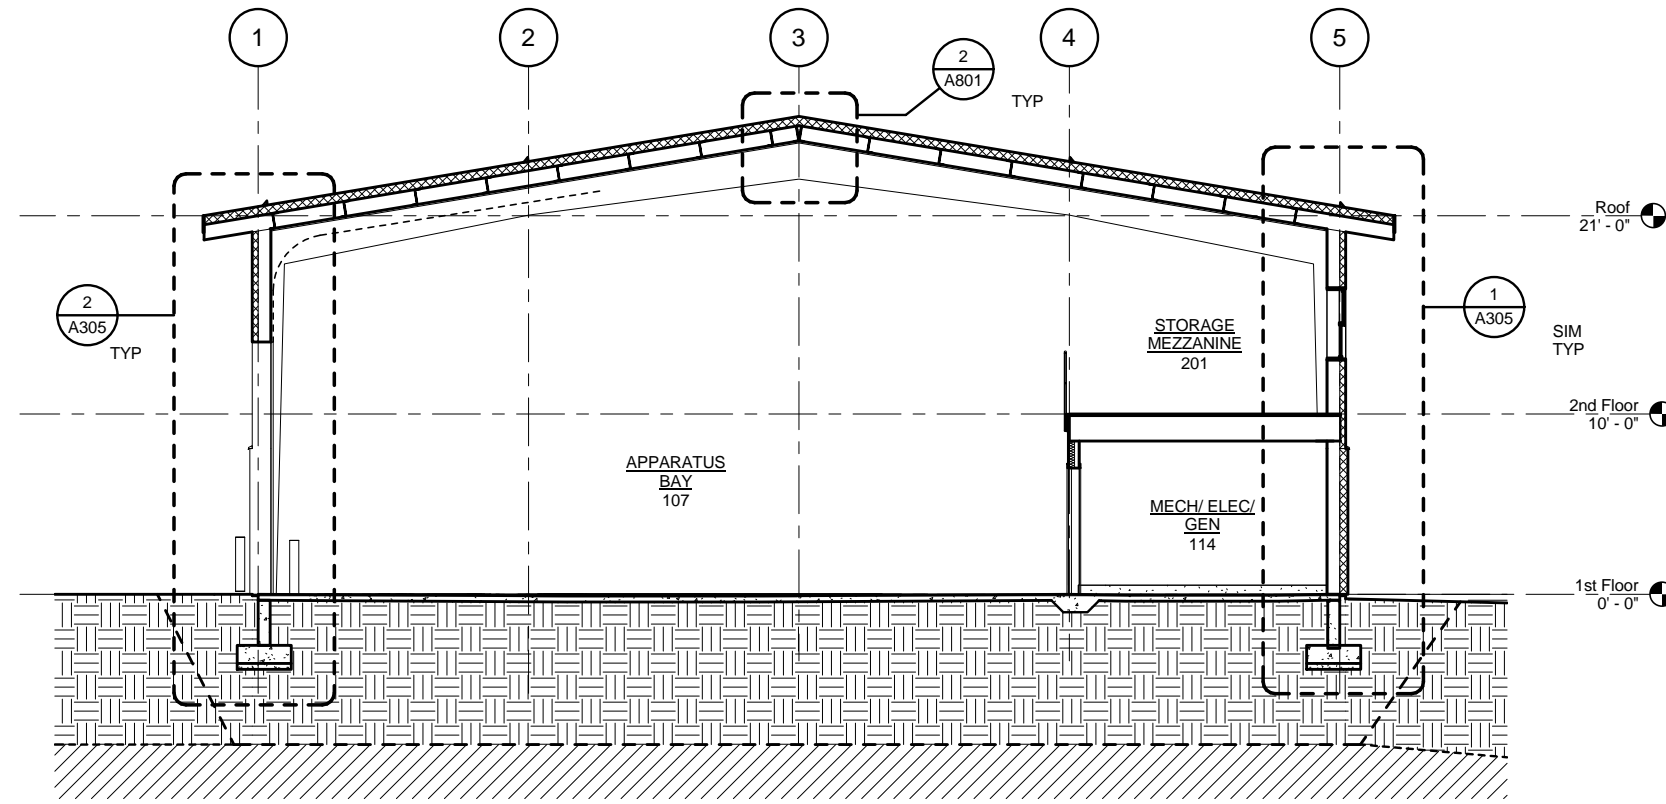 1
2
3
4
5
2
A801
TYP
Roof
21' - 0"
2
A305
TYP
1
A305
SIM
TYP
STORAGE
MEZZANINE
201
2nd Floor
10' - 0"
APPARATUS
BAY
107
MECH/ ELEC/
GEN
114
1st Floor
0' - 0"